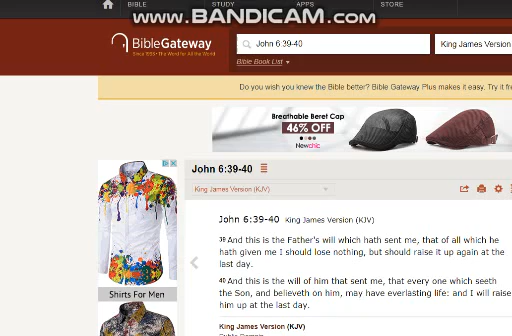 BIBLE STUDY APPS STORE
www.BANDICAM.com
BibleGateway
John 6:39-40
King James Version
Bible Book List
Do you wish you knew the Bible better? Bible Gateway Plus makes it easy. Try it fre
Breathable Beret Cap
46% OFF
Newchic
John 6:39-40
King James Version (KJV)
John 6:39-40 King James Version (KJV)
39 And this is the Father's will which hath sent me, that of all which he
hath given me I should lose nothing, but should raise it up again at the
last day.
40 And this is the will of him that sent me, that every one which seeth
the Son, and believeth on him, may have everlasting life: and I will raise
him up at the last day.
King James Version (KJV)
Shirts For Men